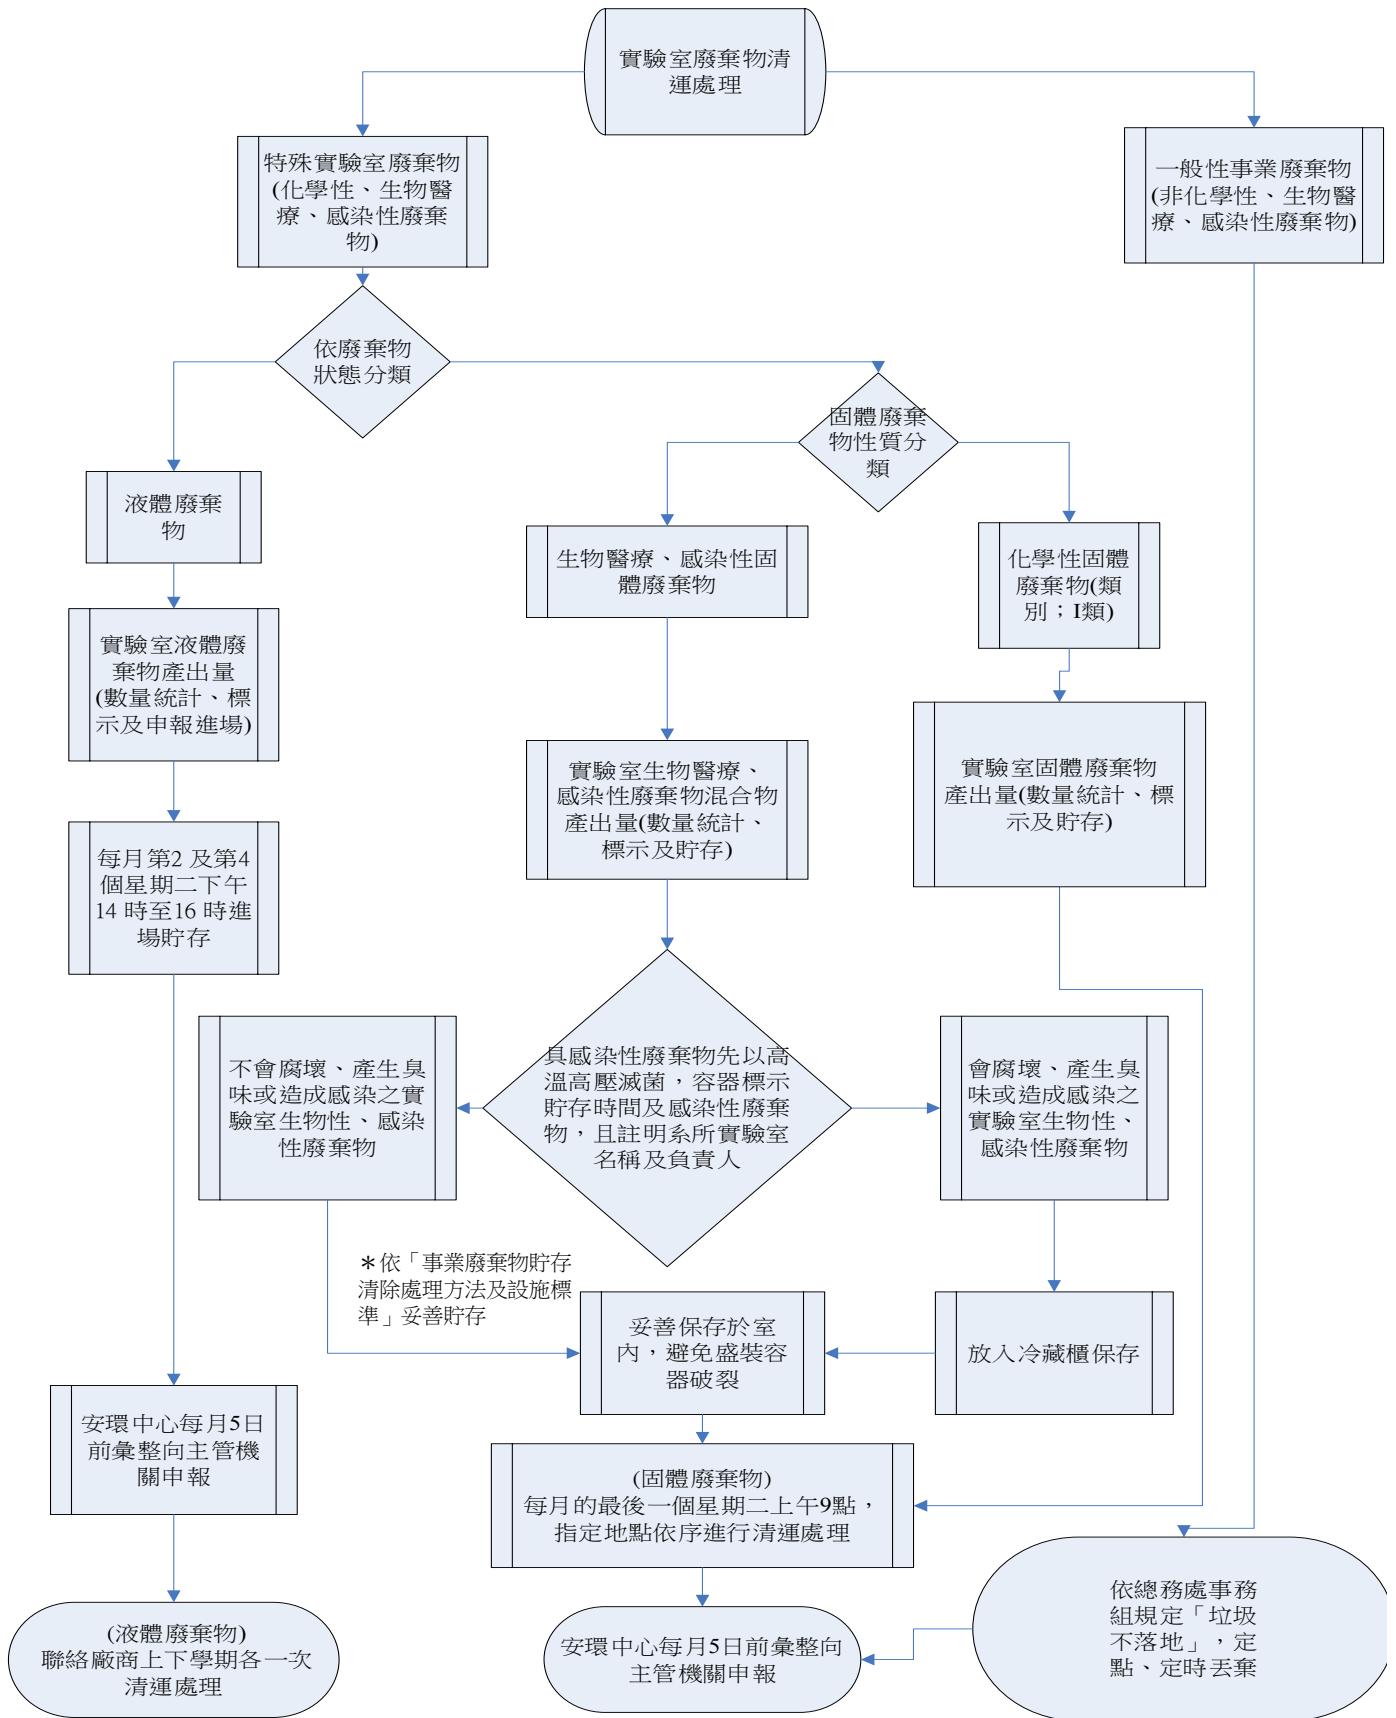 實驗室廢棄物清
運處理
特殊實驗室廢棄物
(化學性、生物醫
療、感染性廢棄
物)
一般性事業廢棄物
(非化學性、生物醫
療、感染性廢棄物)
依廢棄物
狀態分類
固體廢棄
物性質分
類
液體廢棄
物
生物醫療、感染性固
體廢棄物
化學性固體
廢棄物(類
別；I類)
實驗室液體廢
棄物產出量
(數量統計、標
示及申報進場)
實驗室生物醫療、
感染性廢棄物混合物
產出量(數量統計、
標示及貯存)
實驗室固體廢棄物
產出量(數量統計、標
示及貯存)
每月第2 及第4
個星期二下午
14 時至16 時進
場貯存
不會腐壞、產生臭
味或造成感染之實
驗室生物性、感染
性廢棄物
具感染性廢棄物先以高
溫高壓滅菌，容器標示
貯存時間及感染性廢棄
物，且註明系所實驗室
名稱及負責人
會腐壞、產生臭
味或造成感染之
實驗室生物性、
感染性廢棄物
＊依「事業廢棄物貯存
清除處理方法及設施標
準」妥善貯存
妥善保存於室
內，避免盛裝容
器破裂
放入冷藏櫃保存
安環中心每月5日
前彙整向主管機
關申報
(固體廢棄物)
每月的最後一個星期二上午9點，
指定地點依序進行清運處理
(液體廢棄物)
聯絡廠商上下學期各一次
清運處理
安環中心每月5日前彙整向
主管機關申報
依總務處事務
組規定「垃圾
不落地」，定
點、定時丟棄